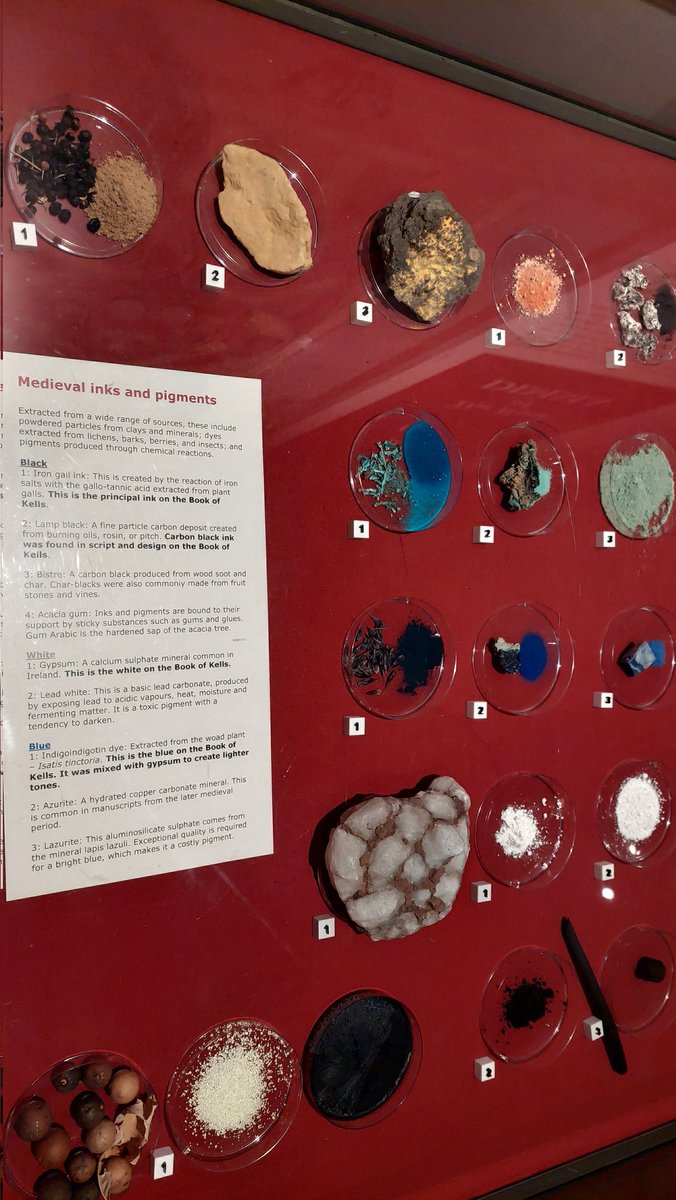 Medieval inks and pigments
Extracted from a wide range of sources, these include
powdered particles from clays and minerals; dyes
extracted from lichens, barks, berries, and insects; and
pigments produced through chemical reactions.
Black
1: Iron gall ink: This is created by the reaction of iron
salts with the gallo-tannic acid extracted from plant
galls. This is the principal ink on the Book of
Kells.
2: Lamp black: A fine particle carbon deposit created
from burning oils, rosin, or pitch. Carbon black ink
was found in script and design on the Book of
Kells.
3: Bistre: A carbon black produced from wood soot and
char. Char-blacks were also commonly made from fruit
stones and vines.
4: Acacia gum: Inks and pigments are bound to their
support by sticky substances such as gums and glues.
Gum Arabic is the hardened sap of the acacia tree.
White
1: Gypsum: A calcium sulphate mineral common in
Ireland. This is the white on the Book of Kells.
2: Lead white: This is a basic lead carbonate, produced
by exposing lead to acidic vapours, heat, moisture and
fermenting matter. It is a toxic pigment with a
tendency to darken.
Blue
1: Indigoindigotin dye: Extracted from the woad plant
– Isatis tinctoria. This is the blue on the Book of
Kells. It was mixed with gypsum to create lighter
tones.
2: Azurite: A hydrated copper carbonate mineral. This
is common in manuscripts from the later medieval
period.
3: Lazurite: This aluminosilicate sulphate comes from
the mineral lapis lazuli. Exceptional quality is required
for a bright blue, which makes it a costly pigment.
1
2
3
1
2
1
2
3
1
2
3
1
1
2
1
2
3